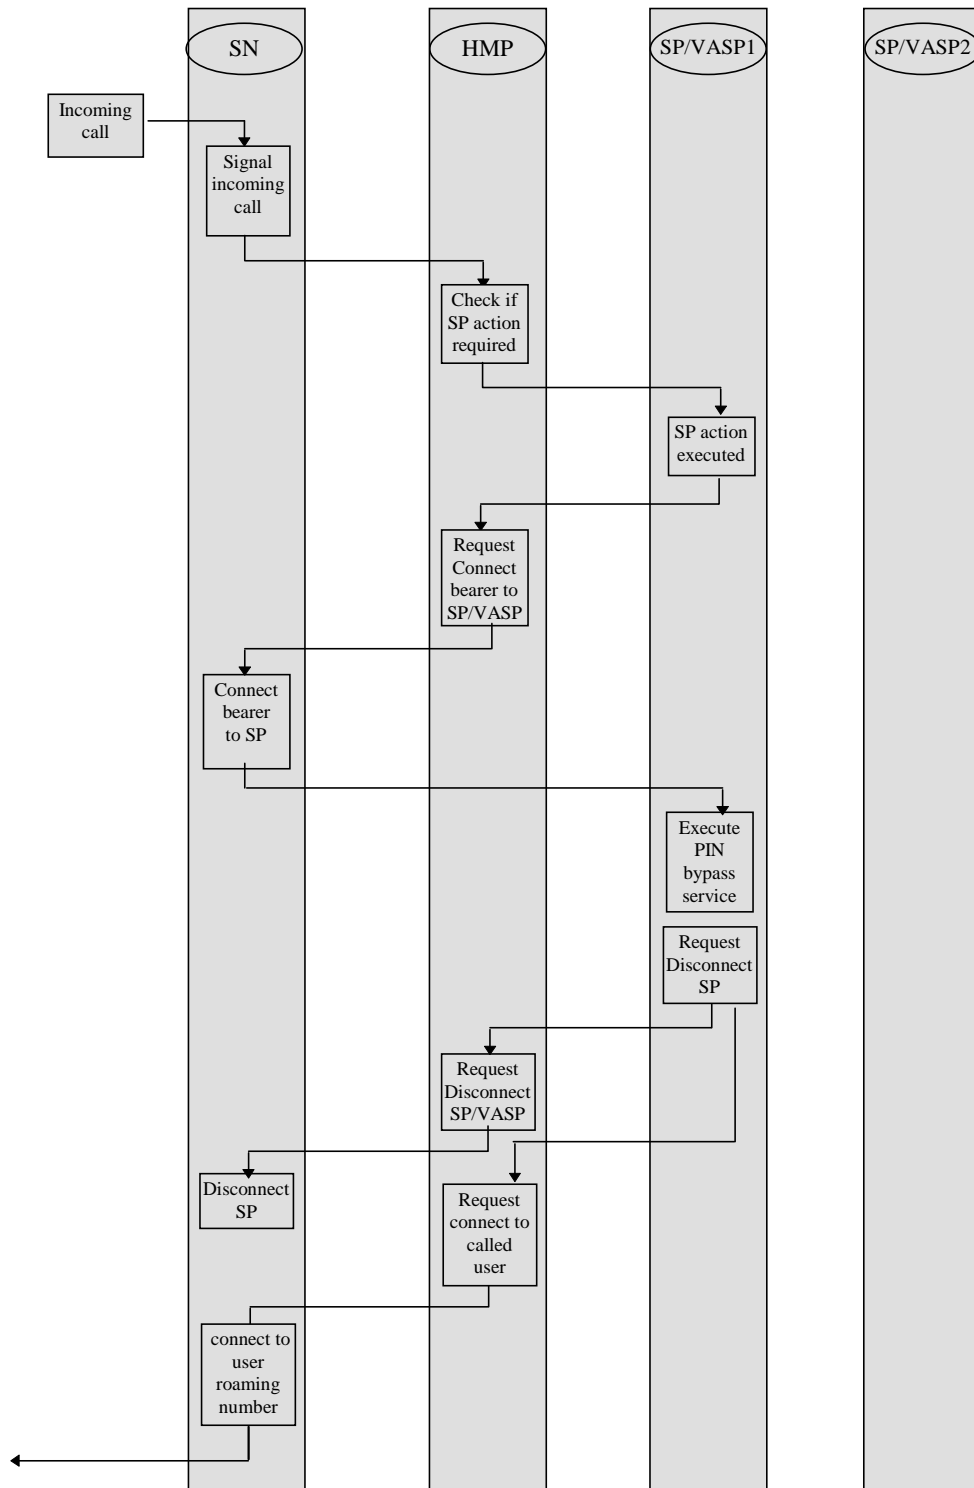 SN
HMP
SP/VASP1
SP/VASP2
Incoming
call
Signal
incoming
call
Check if
SP action
required
SP action
executed
Request
Connect
bearer to
SP/VASP
Connect
bearer
to SP
Execute
PIN
bypass
service
Request
Disconnect
SP
Request
Disconnect
SP/VASP
Disconnect
SP
Request
connect to
called
user
connect to
user
roaming
number